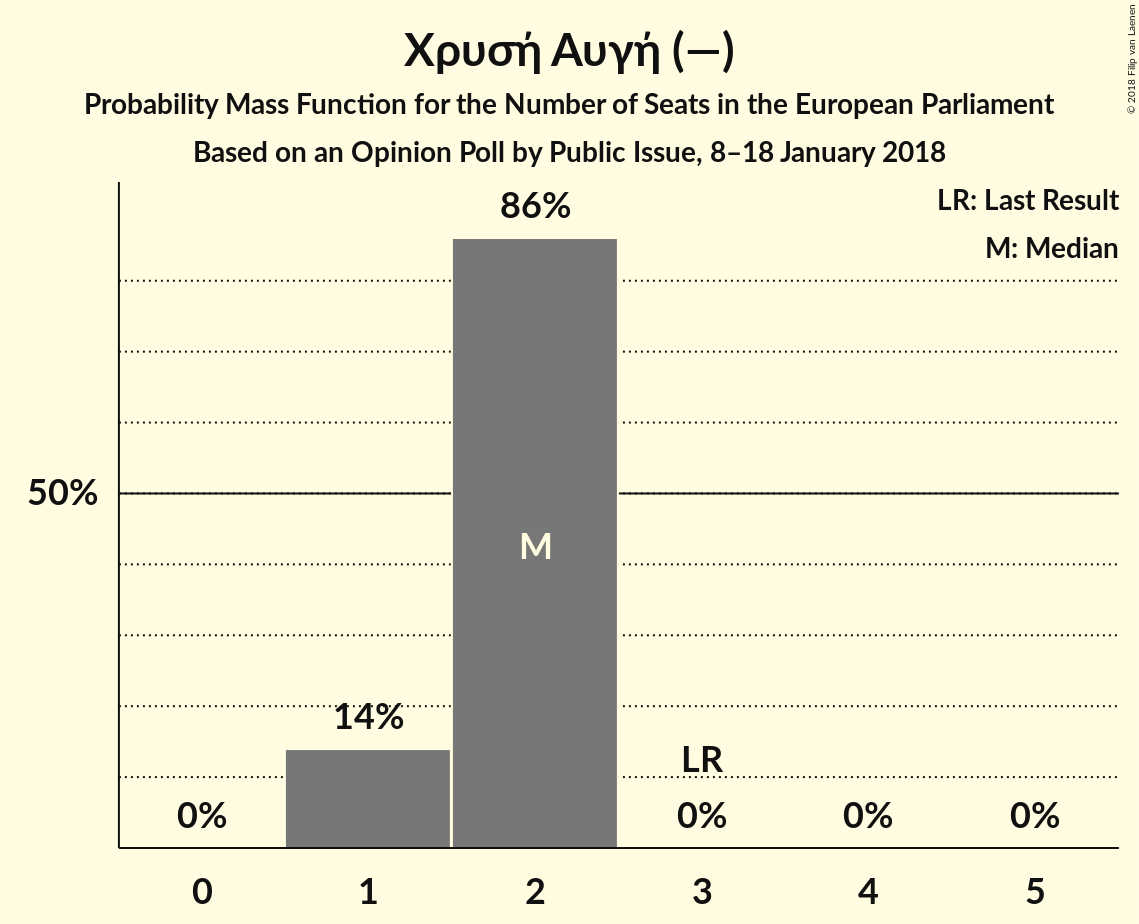 Χρυσή Αυγή (—)
Probability Mass Function for the Number of Seats in the European Parliament
Based on an Opinion Poll by Public Issue, 8–18 January 2018
© 2018 Filip van Laenen
LR: Last Result
M: Median
86%
50%
M
14%
LR
0%
0%
0%
0%
0
1
2
3
4
5